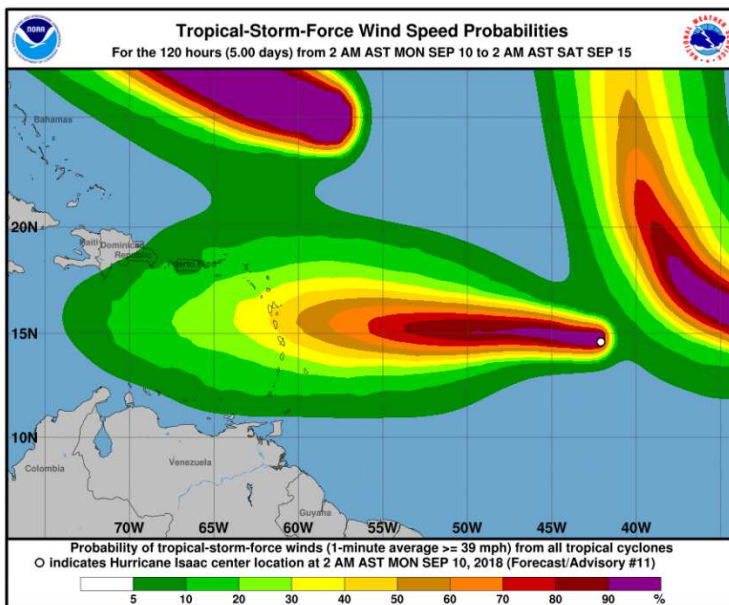 Tropical-Storm-Force Wind Speed Probabilities
For the 120 hours (5.00 days) from 2 AM AST MON SEP 10 to 2 AM AST SAT SEP 15
NOAA
NATIONAL WEATHER SERVICE
Bahamas
20N
Haiti
Dominican
Republic
Puerto Rico
15N
10N
Colombia
Venezuela
Guyana
70W 65W 60W 55W 50W 45W 40W
Probability of tropical-storm-force winds (1-minute average >= 39 mph) from all tropical cyclones
indicates Hurricane Isaac center location at 2 AM AST MON SEP 10, 2018 (Forecast/Advisory #11)
5 10 20 30 40 50 60 70 80 90 %